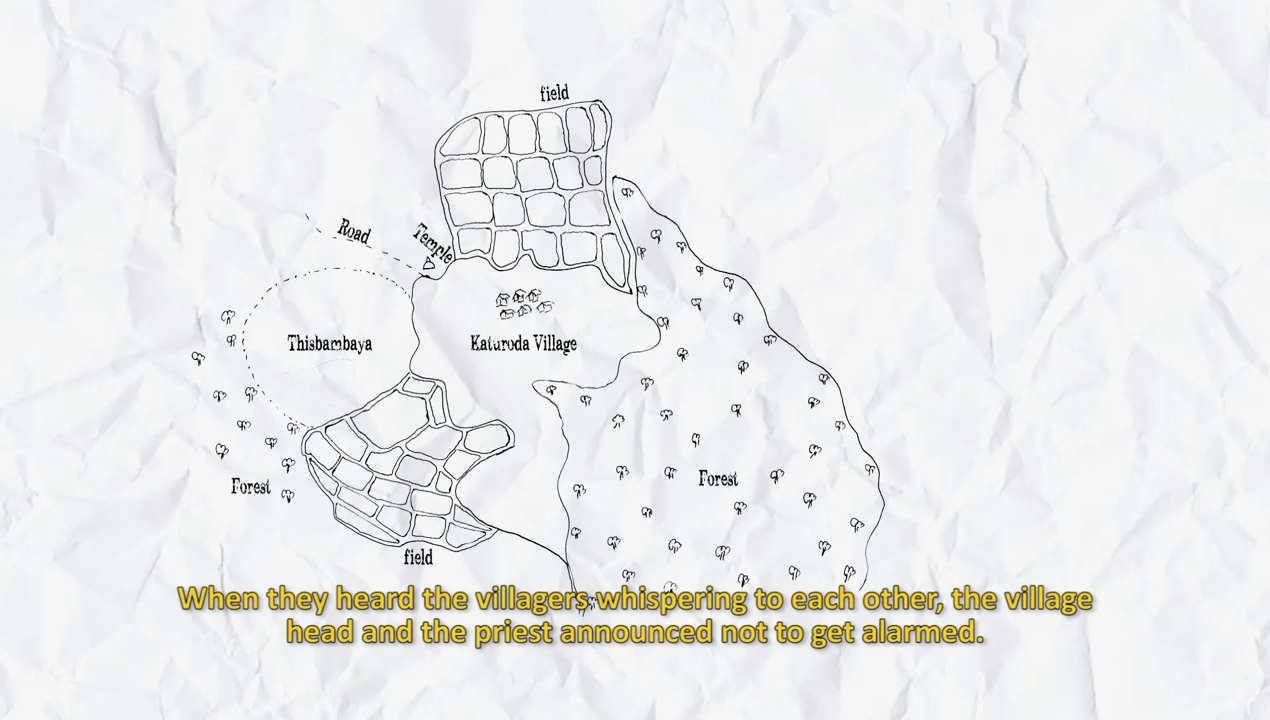 field
Road
Temple
Thisbambaya
Katuroda Village
Forest
Forest
field
When they heard the villagers whispering to each other, the village
head and the priest announced not to get alarmed.